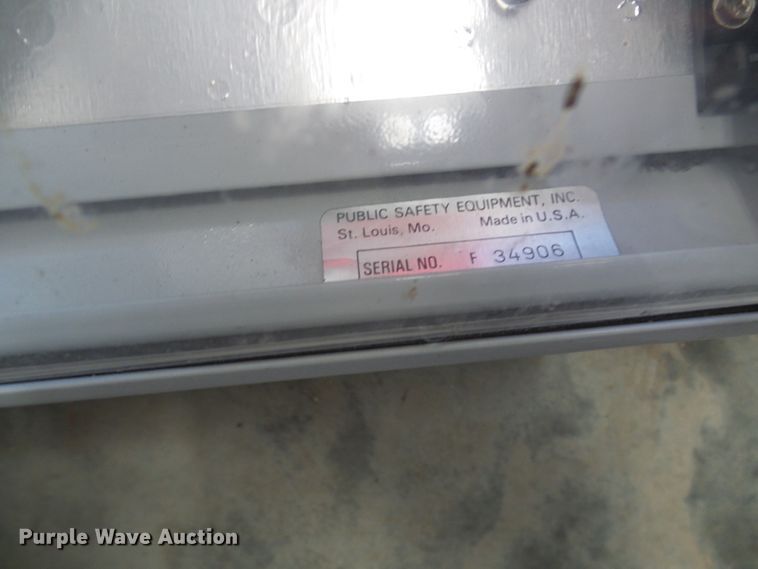 PUBLIC SAFETY EQUIPMENT, INC.
St. Louis, Mo. Made in U.S.A.
SERIAL NO. F 34906
Purple Wave Auction